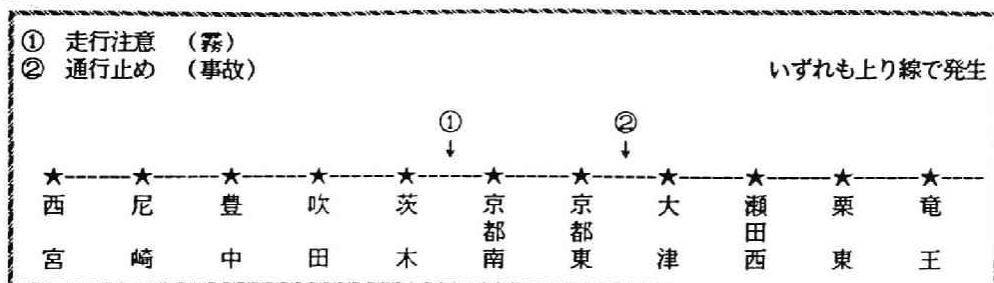 ① 走行注意 （霧）
② 通行止め （事故） いずれも上り線で発生
① ②
↓ ↓
★------★------★------★------★------★------★------★------★------★------★----
西宮 尼崎 豊中 吹田 茨木 京都南 京都東 大津 瀬田西 栗東 竜王